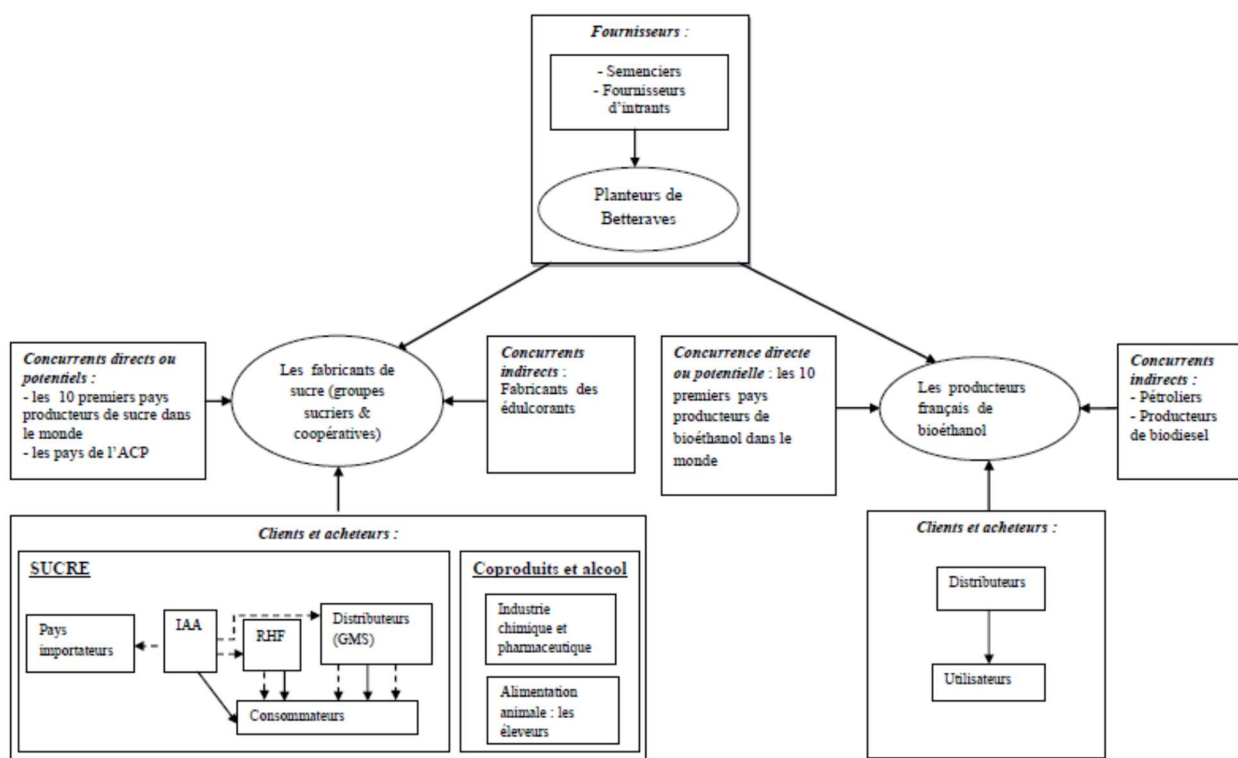 Fournisseurs :
- Semenciers
- Fournisseurs
d'intrants
Planteurs de
Betteraves
Concurrents directs ou
potentiels :
- les 10 premiers pays
producteurs de sucre dans
le monde
- les pays de l'ACP
Les fabricants de
sucre (groupes
sucriers &
coopératives)
Concurrents
indirects :
Fabricants des
édulcorants
Concurrence directe
ou potentielle : les 10
premiers pays
producteurs de
bioéthanol dans le
monde
Les producteurs
français de
bioéthanol
Concurrents
indirects :
- Pétroliers
- Producteurs
de biodiesel
Clients et acheteurs :
SUCRE
Pays
importateurs
IAA
RHF
Distributeurs
(GMS)
Consommateurs
Coproduits et alcool
Industrie
chimique et
pharmaceutique
Alimentation
animale : les
éleveurs
Clients et acheteurs :
Distributeurs
Utilisateurs